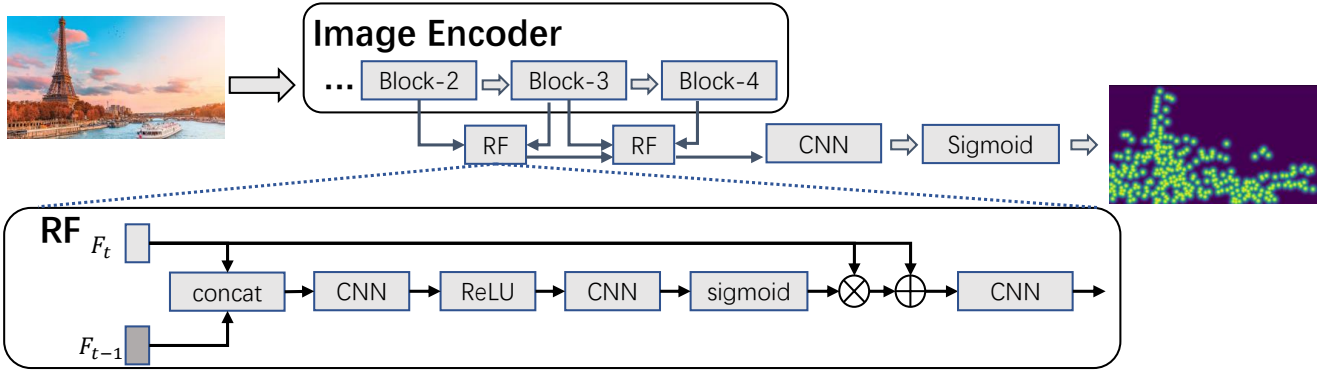 Image Encoder
... Block-2 Block-3 Block-4
RF RF CNN Sigmoid
RF
F_t
concat CNN ReLU CNN sigmoid CNN
F_{t-1}